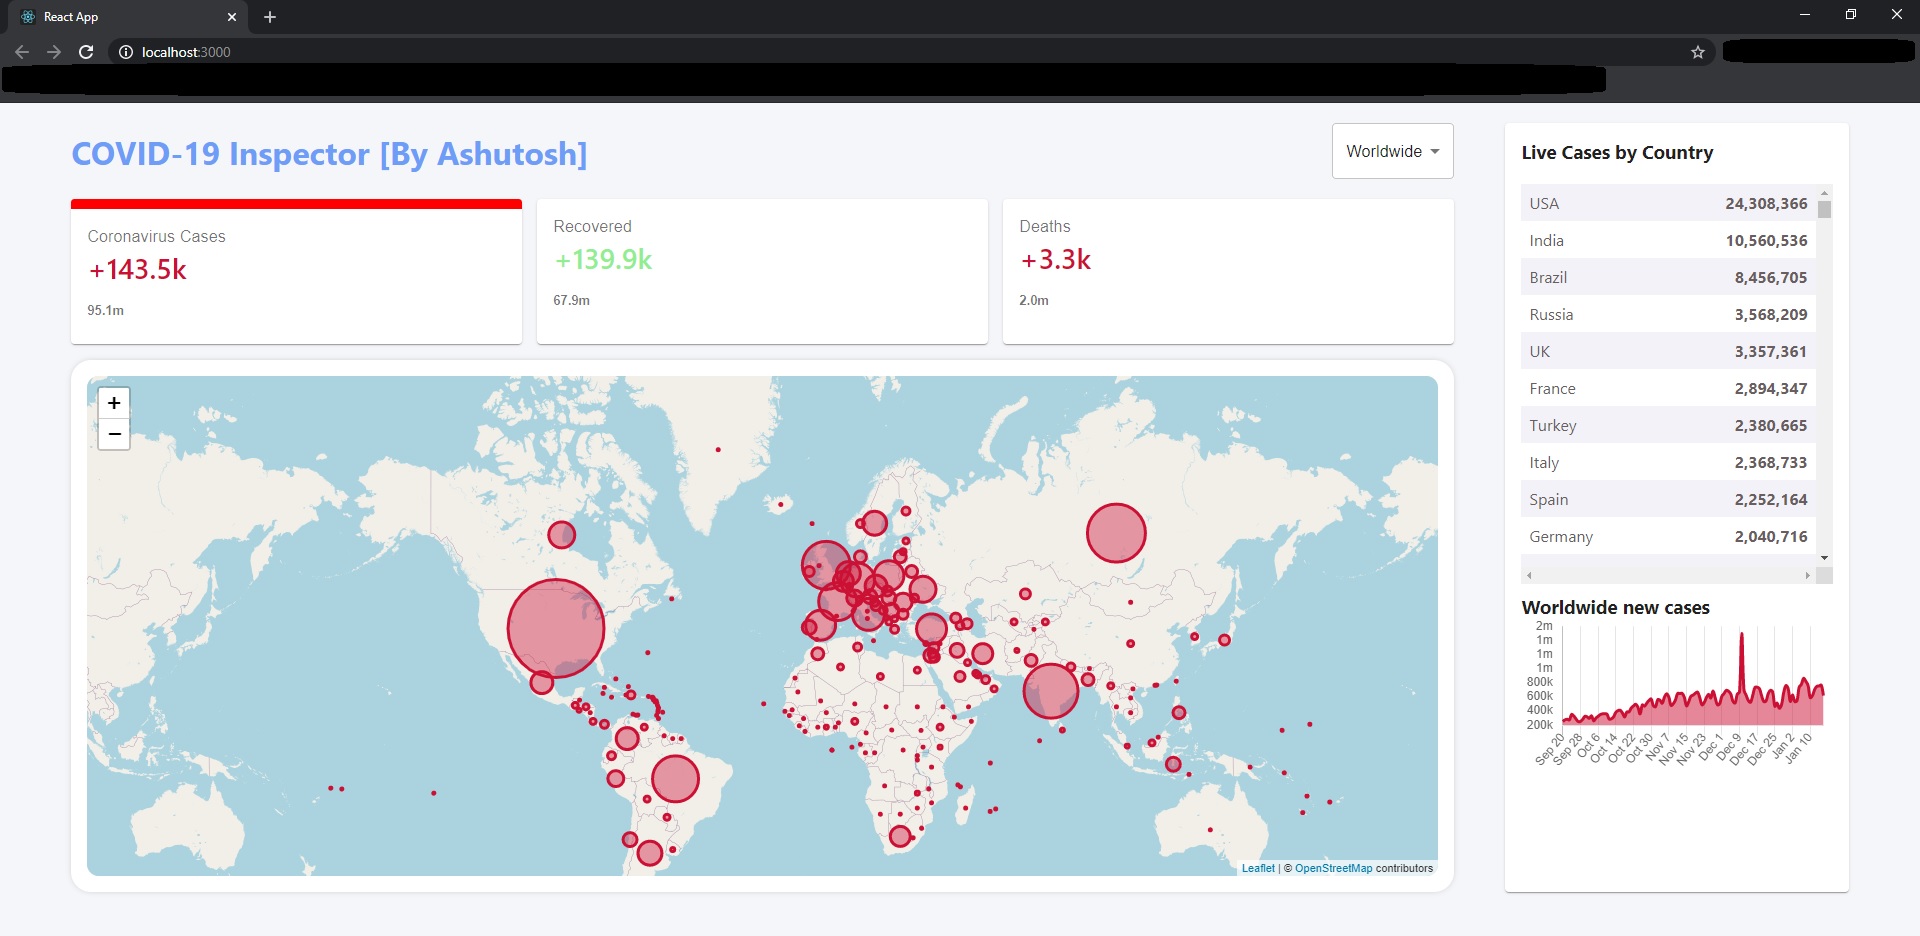 React App
localhost:3000
COVID-19 Inspector [By Ashutosh]
Worldwide
Coronavirus Cases
+143.5k
95.1m
Recovered
+139.9k
67.9m
Deaths
+3.3k
2.0m
+
−
Leaflet | © OpenStreetMap contributors
Live Cases by Country
USA 24,308,366
India 10,560,536
Brazil 8,456,705
Russia 3,568,209
UK 3,357,361
France 2,894,347
Turkey 2,380,665
Italy 2,368,733
Spain 2,252,164
Germany 2,040,716
Worldwide new cases
2m
1m
1m
1m
800k
600k
400k
200k
Sep 20 Sep 28 Oct 6 Oct 14 Oct 22 Oct 30 Nov 7 Nov 15 Nov 23 Dec 1 Dec 9 Dec 17 Dec 25 Jan 2 Jan 10